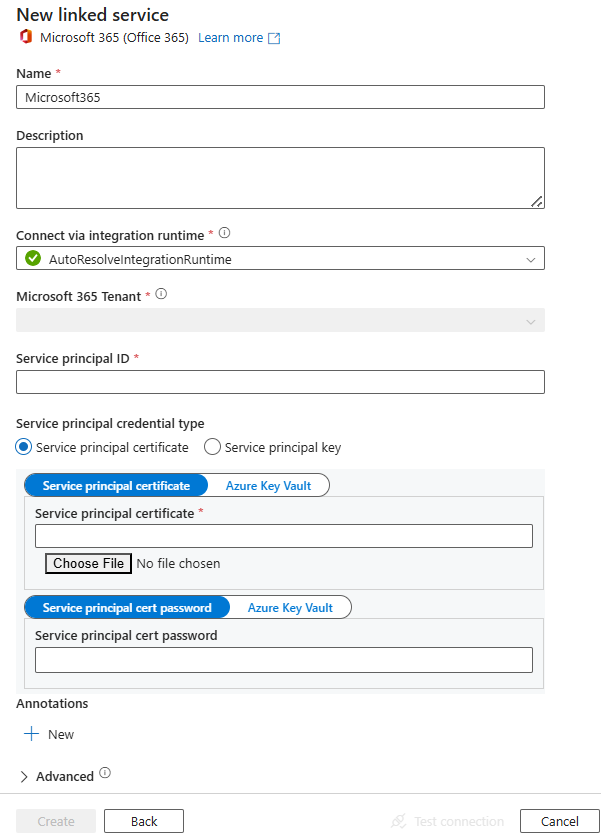 New linked service
Microsoft 365 (Office 365) Learn more
Name *
Microsoft365
Description
Connect via integration runtime *
AutoResolveIntegrationRuntime
Microsoft 365 Tenant *
Service principal ID *
Service principal credential type
Service principal certificate Service principal key
Service principal certificate Azure Key Vault
Service principal certificate *
Choose File No file chosen
Service principal cert password Azure Key Vault
Service principal cert password
Annotations
New
Advanced
Create Back Test connection Cancel